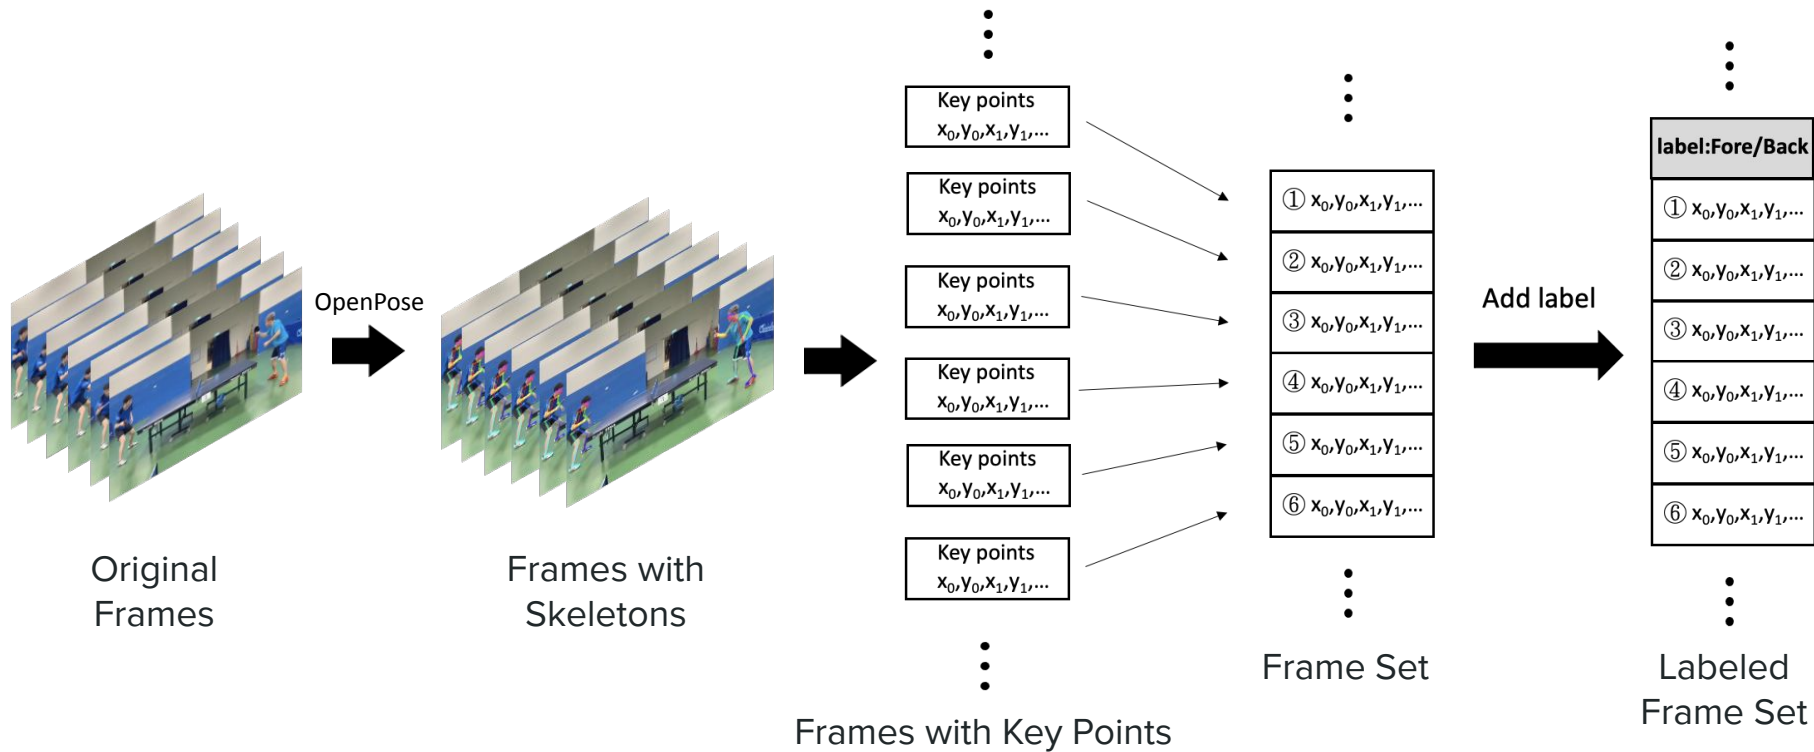 Original
Frames
OpenPose
Frames with
Skeletons
Key points
x₀,y₀,x₁,y₁,...
Key points
x₀,y₀,x₁,y₁,...
Key points
x₀,y₀,x₁,y₁,...
Key points
x₀,y₀,x₁,y₁,...
Key points
x₀,y₀,x₁,y₁,...
Key points
x₀,y₀,x₁,y₁,...
Frames with Key Points
① x₀,y₀,x₁,y₁,...
② x₀,y₀,x₁,y₁,...
③ x₀,y₀,x₁,y₁,...
④ x₀,y₀,x₁,y₁,...
⑤ x₀,y₀,x₁,y₁,...
⑥ x₀,y₀,x₁,y₁,...
Frame Set
Add label
label:Fore/Back
① x₀,y₀,x₁,y₁,...
② x₀,y₀,x₁,y₁,...
③ x₀,y₀,x₁,y₁,...
④ x₀,y₀,x₁,y₁,...
⑤ x₀,y₀,x₁,y₁,...
⑥ x₀,y₀,x₁,y₁,...
Labeled
Frame Set